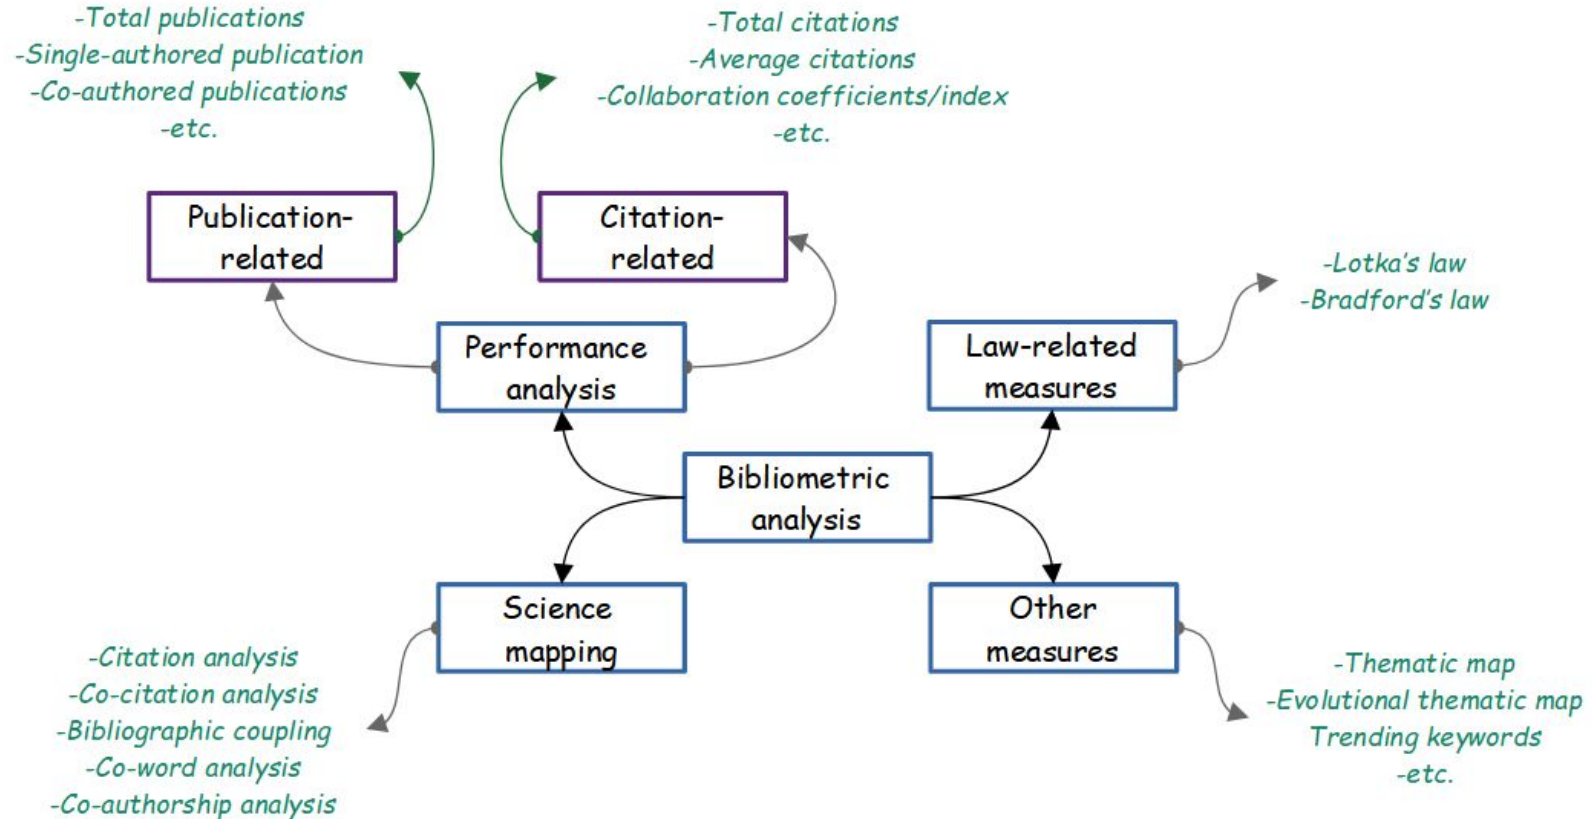 -Total publications
-Single-authored publication
-Co-authored publications
-etc.
-Total citations
-Average citations
-Collaboration coefficients/index
-etc.
Publication-
related
Citation-
related
-Lotka's law
-Bradford's law
Performance
analysis
Law-related
measures
Bibliometric
analysis
Science
mapping
Other
measures
-Citation analysis
-Co-citation analysis
-Bibliographic coupling
-Co-word analysis
-Co-authorship analysis
-Thematic map
-Evolutional thematic map
Trending keywords
-etc.